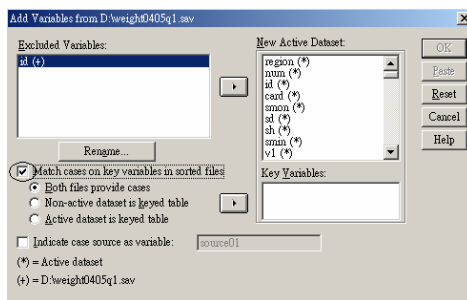 Add Variables from D:\weight0405q1.sav
Excluded Variables:
id (+)
New Active Dataset:
region (*)
num (*)
id (*)
card (*)
smon (*)
sd (*)
sh (*)
smin (*)
v1 (*)
OK
Paste
Reset
Cancel
Help
Rename...
Match cases on key variables in sorted files
Both files provide cases
Non-active dataset is keyed table
Active dataset is keyed table
Key Variables:
Indicate case source as variable: source01
(*) = Active dataset
(+) = D:\weight0405q1.sav